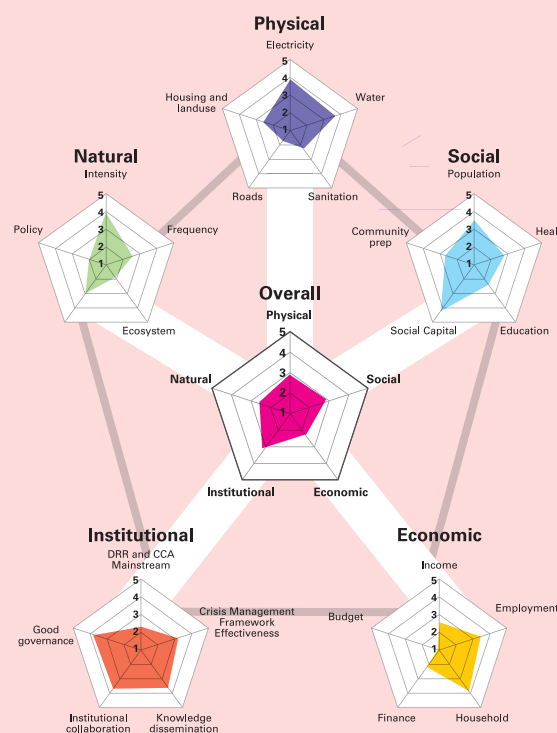 Physical
Electricity
5
4
3
2
1
Housing and
landuse
Water
Roads
Sanitation
Natural
Intensity
5
4
3
2
1
Policy
Frequency
Ecosystem
Social
Population
5
4
3
2
1
Community
prep
Heal
Social Capital
Education
Overall
Physical
5
4
3
2
1
Natural
Social
Institutional
Economic
Institutional
DRR and CCA
Mainstream
5
4
3
2
1
Good
governance
Crisis Management
Framework
Effectiveness
Institutional
collaboration
Knowledge
dissemination
Economic
Income
5
4
3
2
1
Budget
Employment
Finance
Household